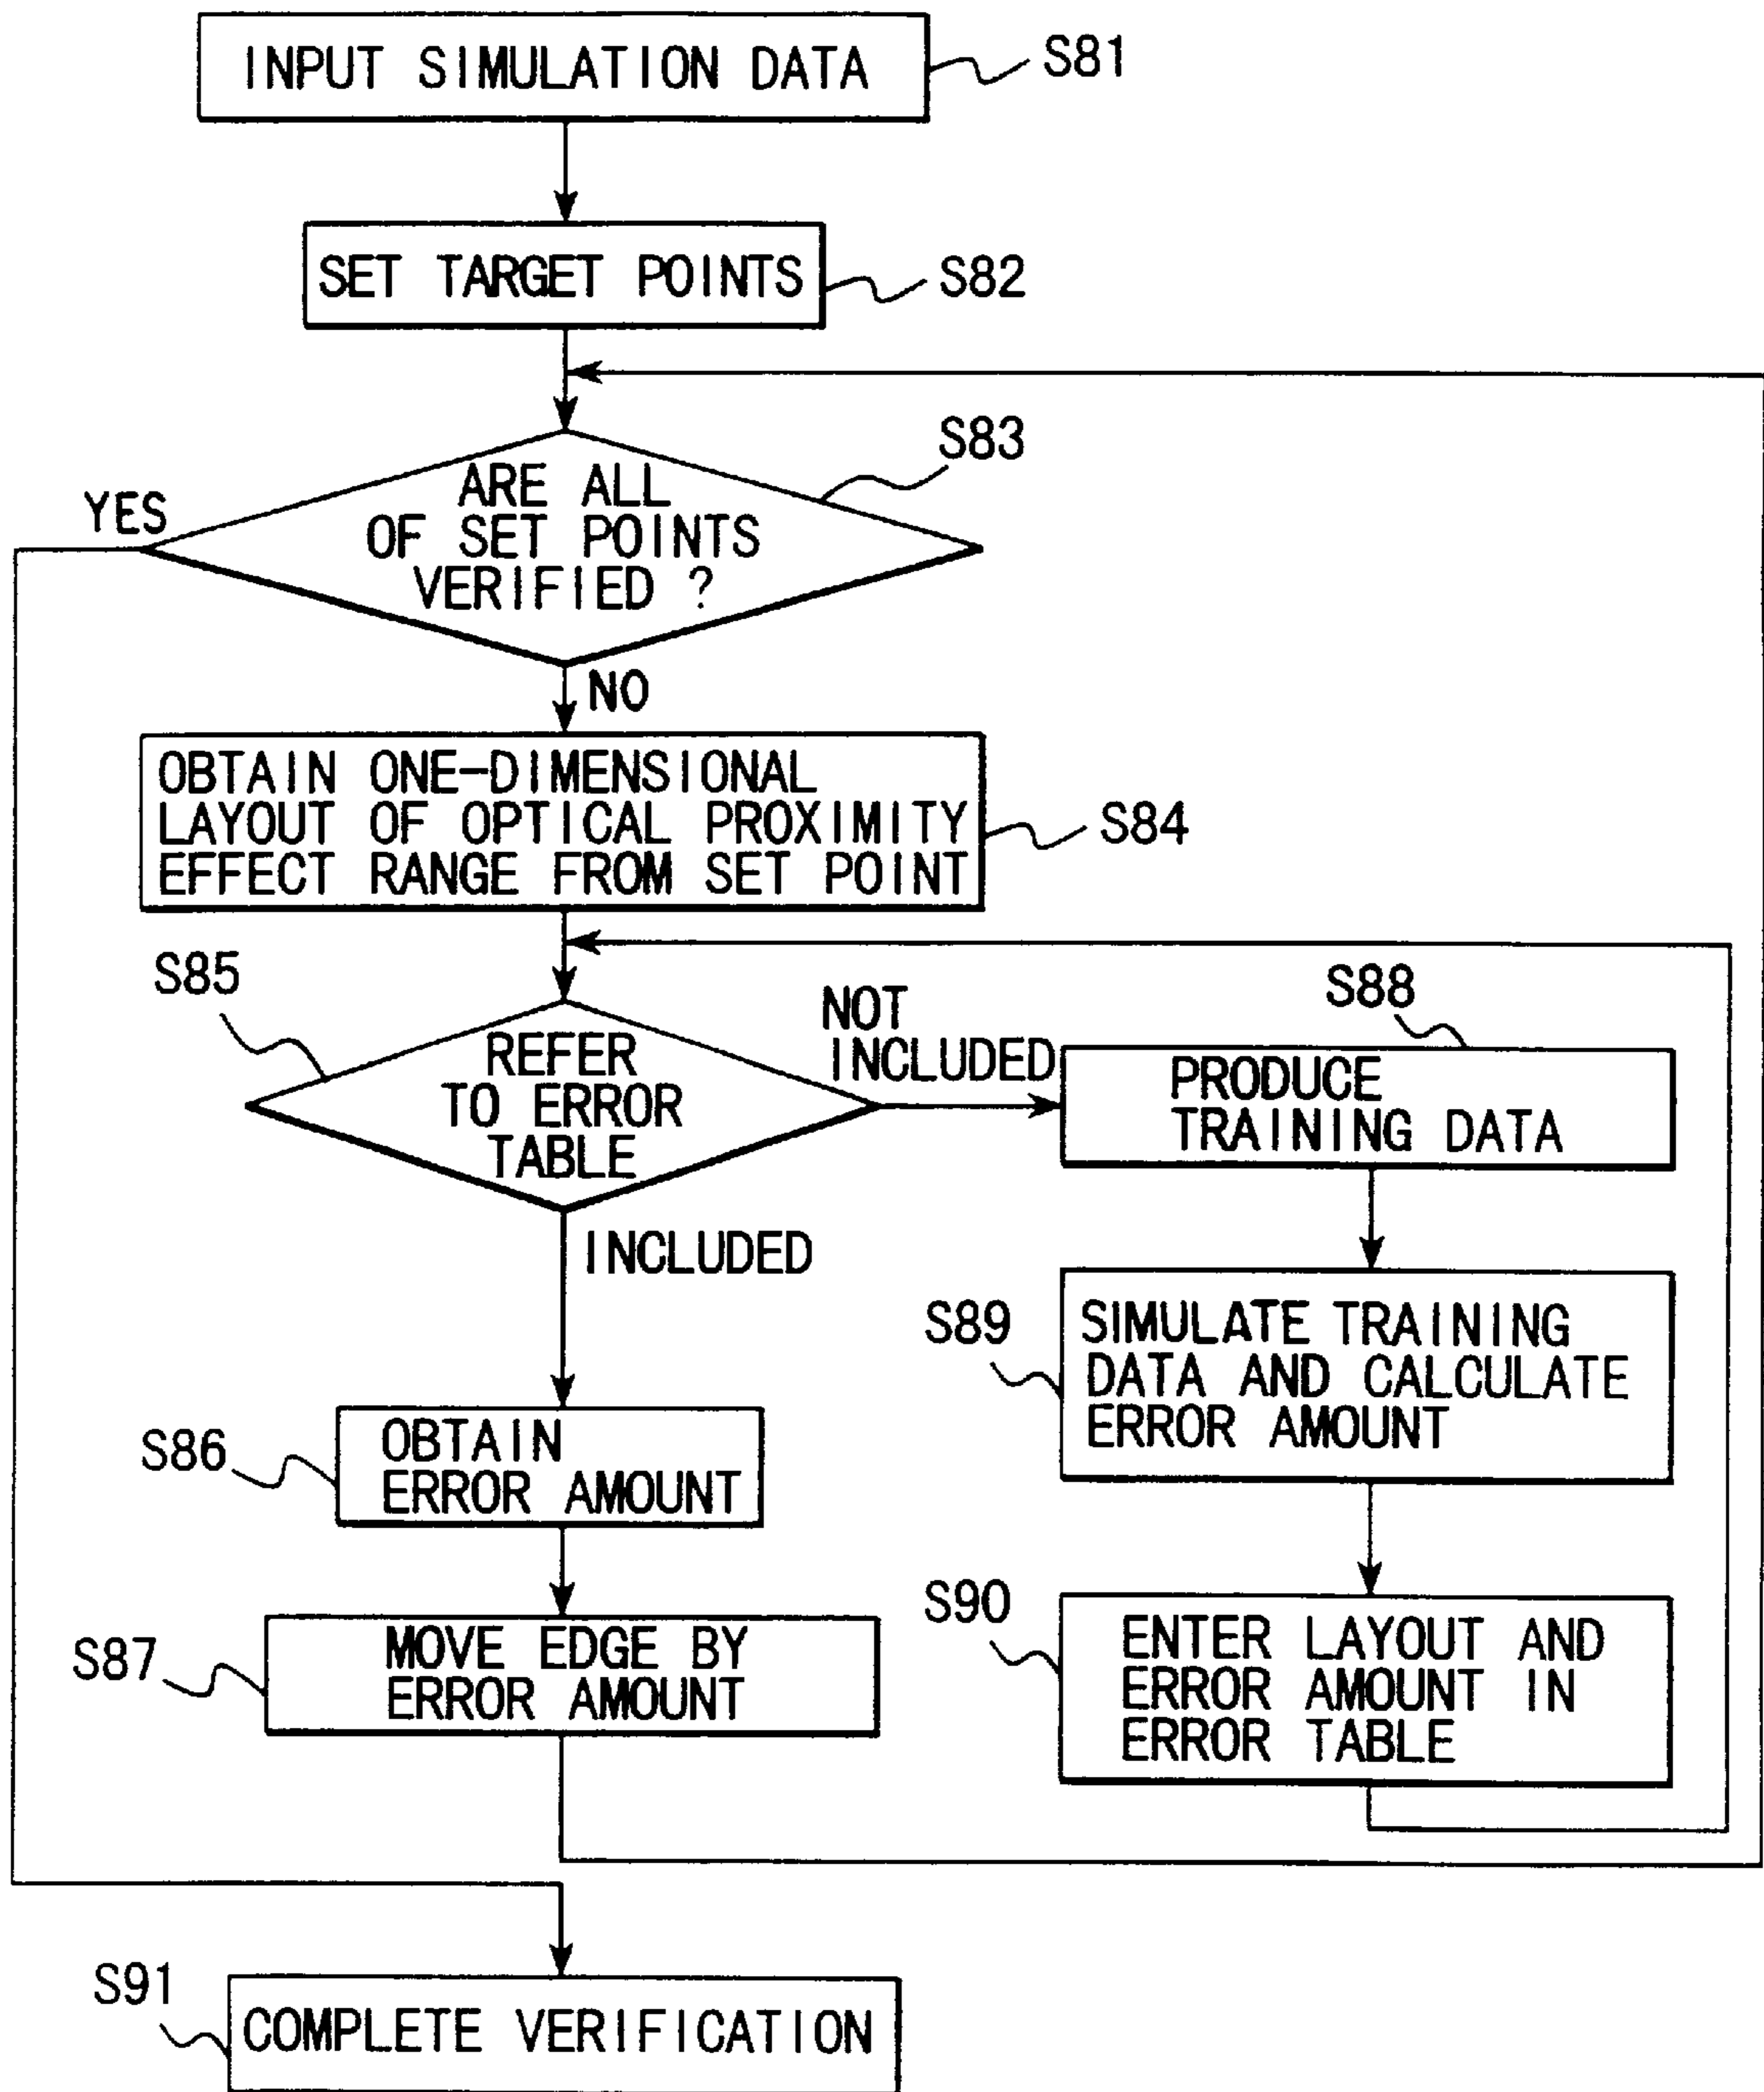 INPUT SIMULATION DATA
S81
SET TARGET POINTS
S82
S83
YES
ARE ALL
OF SET POINTS
VERIFIED ?
NO
OBTAIN ONE-DIMENSIONAL
LAYOUT OF OPTICAL PROXIMITY
EFFECT RANGE FROM SET POINT
S84
S85
REFER
TO ERROR
TABLE
NOT
INCLUDED
S88
PRODUCE
TRAINING DATA
INCLUDED
S89
SIMULATE TRAINING
DATA AND CALCULATE
ERROR AMOUNT
S86
OBTAIN
ERROR AMOUNT
S90
ENTER LAYOUT AND
ERROR AMOUNT IN
ERROR TABLE
S87
MOVE EDGE BY
ERROR AMOUNT
S91
COMPLETE VERIFICATION